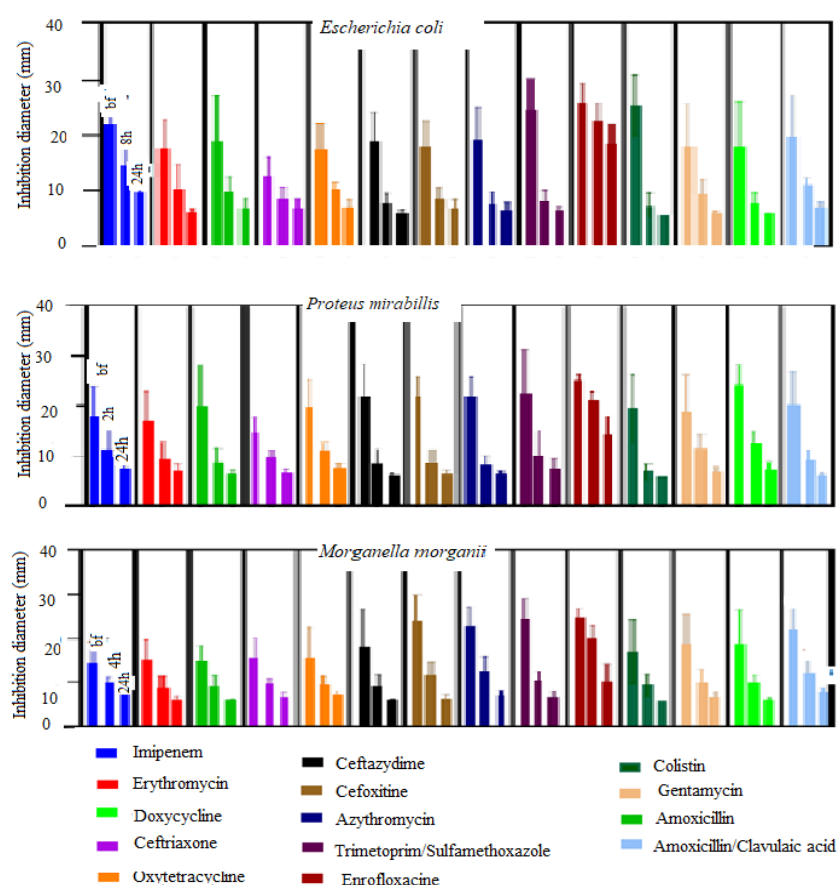 Escherichia coli
Inhibition diameter (mm)
40
30
20
10
0
bf
8h
24h
Proteus mirabillis
Inhibition diameter (mm)
40
30
20
10
0
bf
2h
24h
Morganella morganii
Inhibition diameter (mm)
40
30
20
10
0
bf
4h
24h
Imipenem
Erythromycin
Doxycycline
Ceftriaxone
Oxytetracycline
Ceftazydime
Cefoxitine
Azythromycin
Trimetoprim/Sulfamethoxazole
Enrofloxacine
Colistin
Gentamycin
Amoxicillin
Amoxicillin/Clavulaic acid